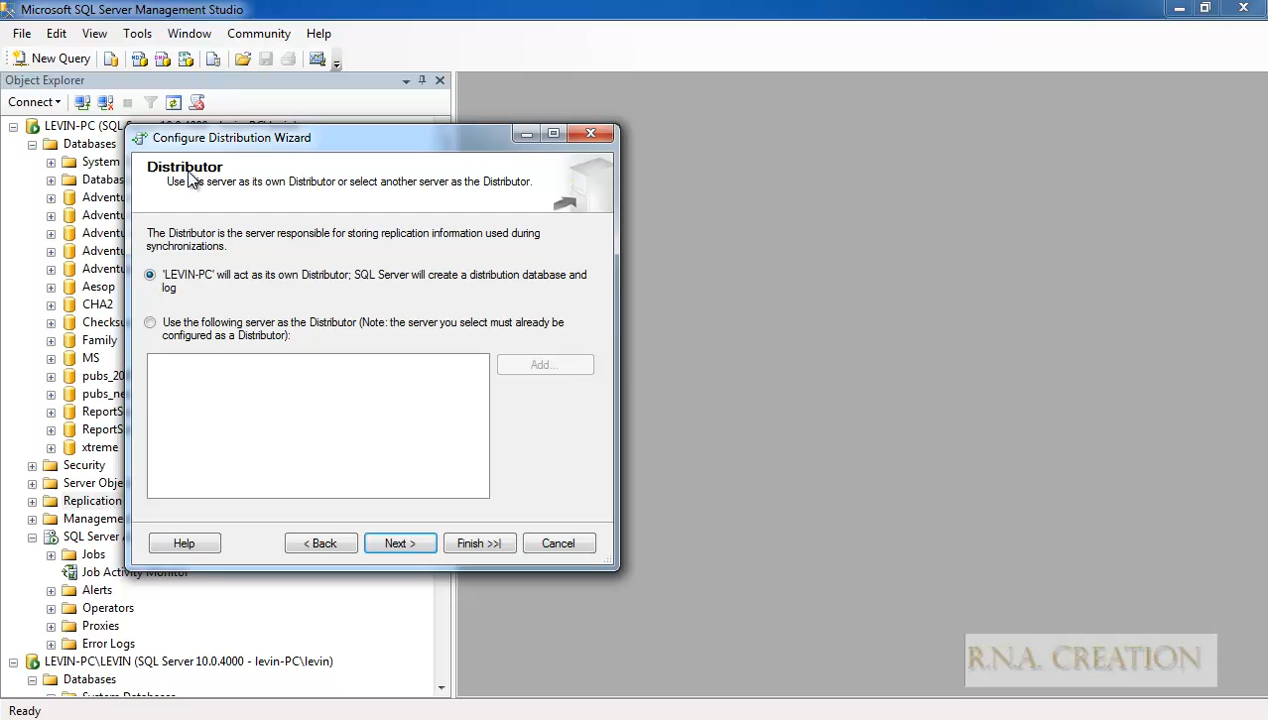 Microsoft SQL Server Management Studio
File Edit View Tools Window Community Help
New Query
Object Explorer
Connect
LEVIN-PC (SQL
Databases
System
Databas
Adventu
Adventu
Adventu
Adventu
Adventu
Aesop
CHA2
Checksu
Family
MS
pubs_20
pubs_ne
ReportS
ReportS
xtreme
Security
Server Obje
Replication
Manageme
SQL Server A
Jobs
Job Activity Monitor
Alerts
Operators
Proxies
Error Logs
LEVIN-PC\LEVIN (SQL Server 10.0.4000 - levin-PC\levin)
Databases
Configure Distribution Wizard
Distributor
Use server as its own Distributor or select another server as the Distributor.
The Distributor is the server responsible for storing replication information used during
synchronizations.
'LEVIN-PC' will act as its own Distributor; SQL Server will create a distribution database and
log
Use the following server as the Distributor (Note: the server you select must already be
configured as a Distributor):
Add...
Help < Back Next > Finish >>| Cancel
R.N.A. CREATION
Ready